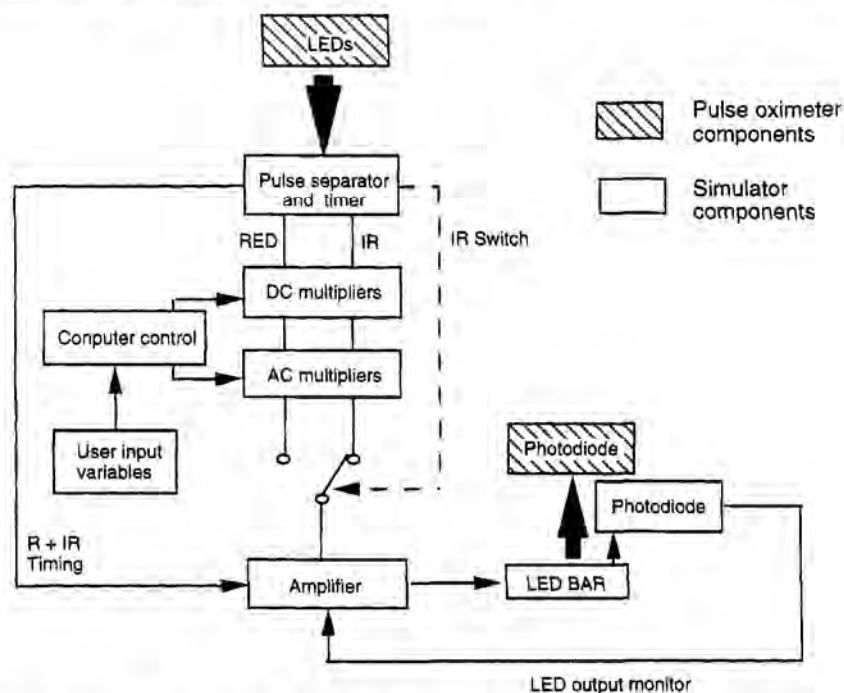 LEDs
Pulse oximeter
components
Pulse separator
and timer
Simulator
components
RED
IR
IR Switch
DC multipliers
Conputer control
AC multipliers
User input
variables
Photodiode
Photodiode
R + IR
Timing
Amplifier
LED BAR
LED output monitor